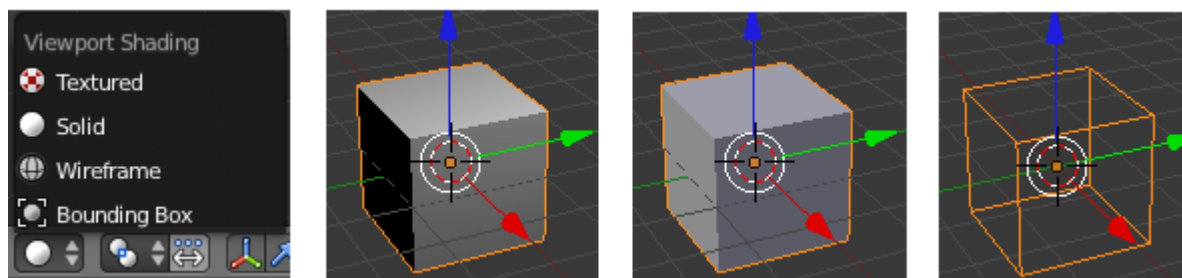 Viewport Shading
Textured
Solid
Wireframe
Bounding Box